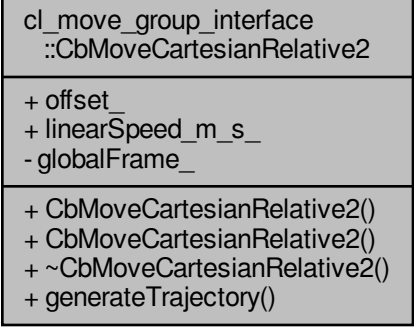 cl_move_group_interface
::CbMoveCartesianRelative2
+ offset_
+ linearSpeed_m_s_
- globalFrame_
+ CbMoveCartesianRelative2()
+ CbMoveCartesianRelative2()
+ ~CbMoveCartesianRelative2()
+ generateTrajectory()